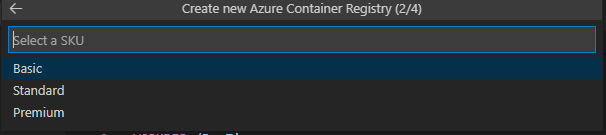 Create new Azure Container Registry (2/4)
Select a SKU
Basic
Standard
Premium